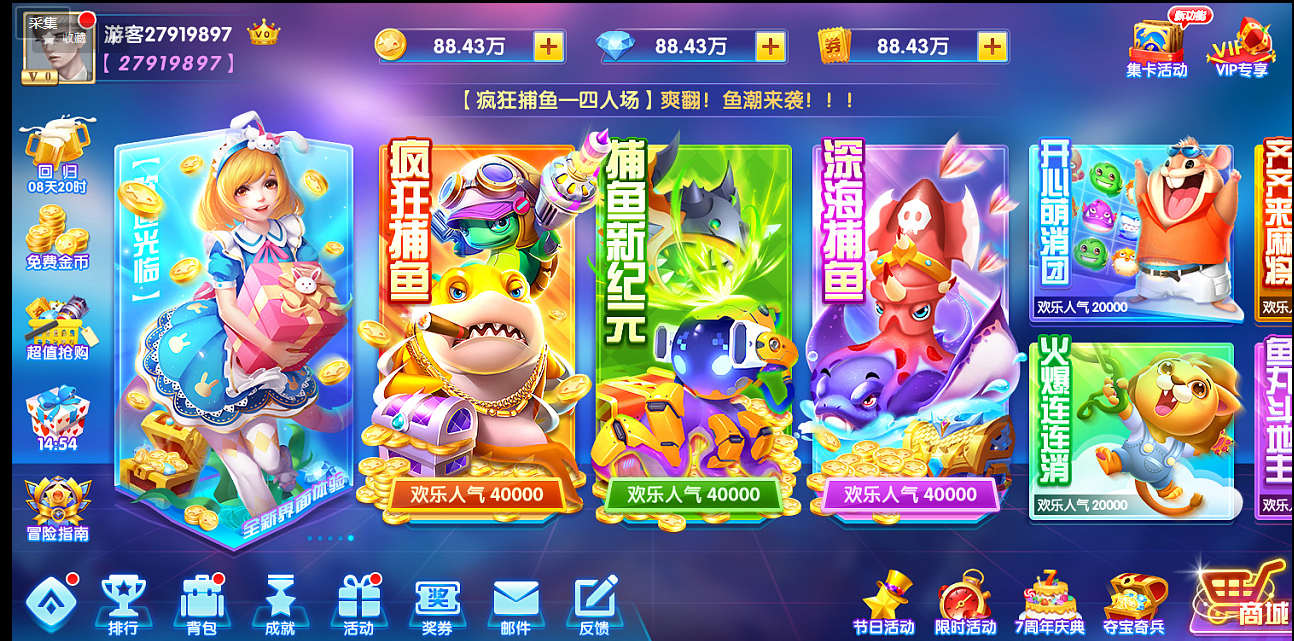 采集
收藏
游客27919897
V0
【27919897】
V0
88.43万
88.43万
券
88.43万
新功能
集卡活动
VIP
VIP专享
【疯狂捕鱼—四人场】爽翻！鱼潮来袭！！！
回归
08天20时
免费金币
超值抢购
14:54
冒险指南
光临】
全新界面体验
疯狂捕鱼
欢乐人气 40000
捕鱼新纪元
欢乐人气 40000
深海捕鱼
欢乐人气 40000
开心萌消团
欢乐人气 20000
火爆连连消
欢乐人气 20000
来麻将
欢乐
斗地主
欢乐
排行
背包
成就
活动
奖
奖券
邮件
反馈
节日活动
限时活动
7
7周年庆典
夺宝奇兵
商城